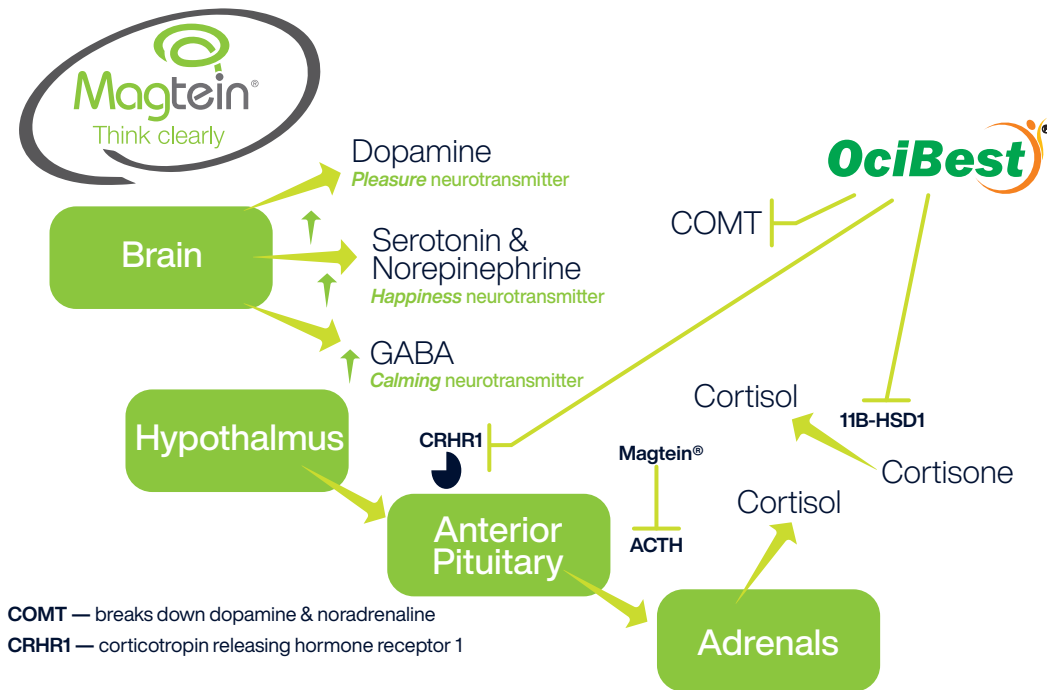 Magtein®
Think clearly
OciBest®
Dopamine
Pleasure neurotransmitter
COMT
Brain
Serotonin &
Norepinephrine
Happiness neurotransmitter
GABA
Calming neurotransmitter
Cortisol
11B-HSD1
Hypothalmus
CRHR1
Magtein®
Cortisone
Cortisol
Anterior
Pituitary
ACTH
COMT — breaks down dopamine & noradrenaline
CRHR1 — corticotropin releasing hormone receptor 1
Adrenals